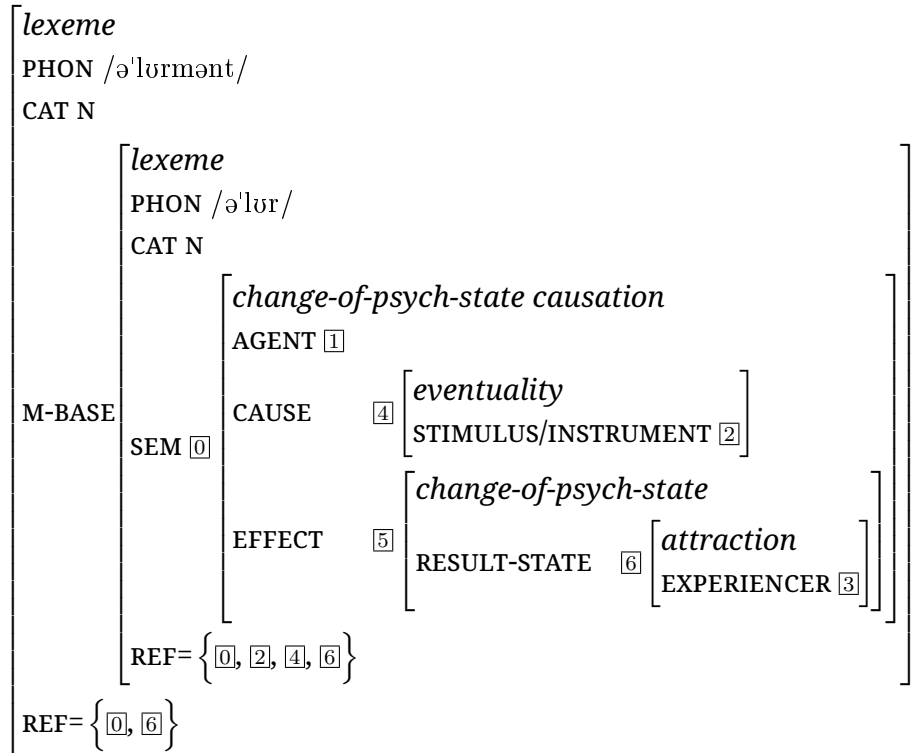 lexeme
PHON /əˈlʊrmənt/
CAT N
lexeme
PHON /əˈlʊr/
CAT N
change-of-psych-state causation
AGENT 1
M-BASE SEM 0 CAUSE 4 eventuality
STIMULUS/INSTRUMENT 2
EFFECT 5 change-of-psych-state
RESULT-STATE 6 attraction
EXPERIENCER 3
REF= {0, 2, 4, 6}
REF= {0, 6}